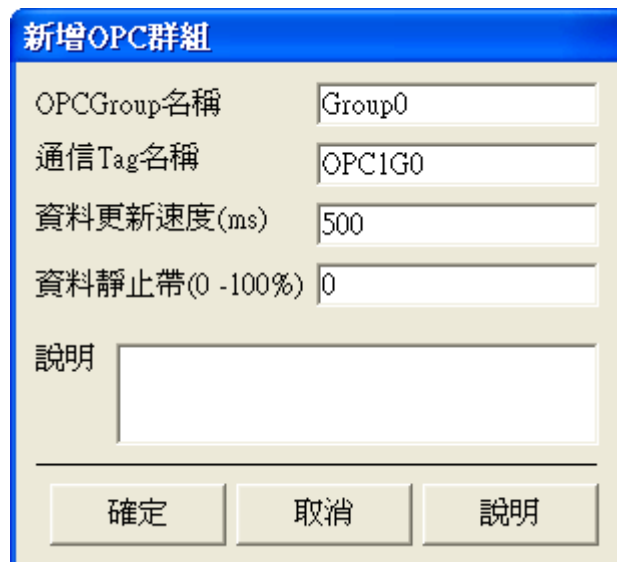 新增OPC群組
OPCGroup名稱 Group0
通信Tag名稱 OPC1G0
資料更新速度(ms) 500
資料靜止帶(0 -100%) 0
說明
確定 取消 說明